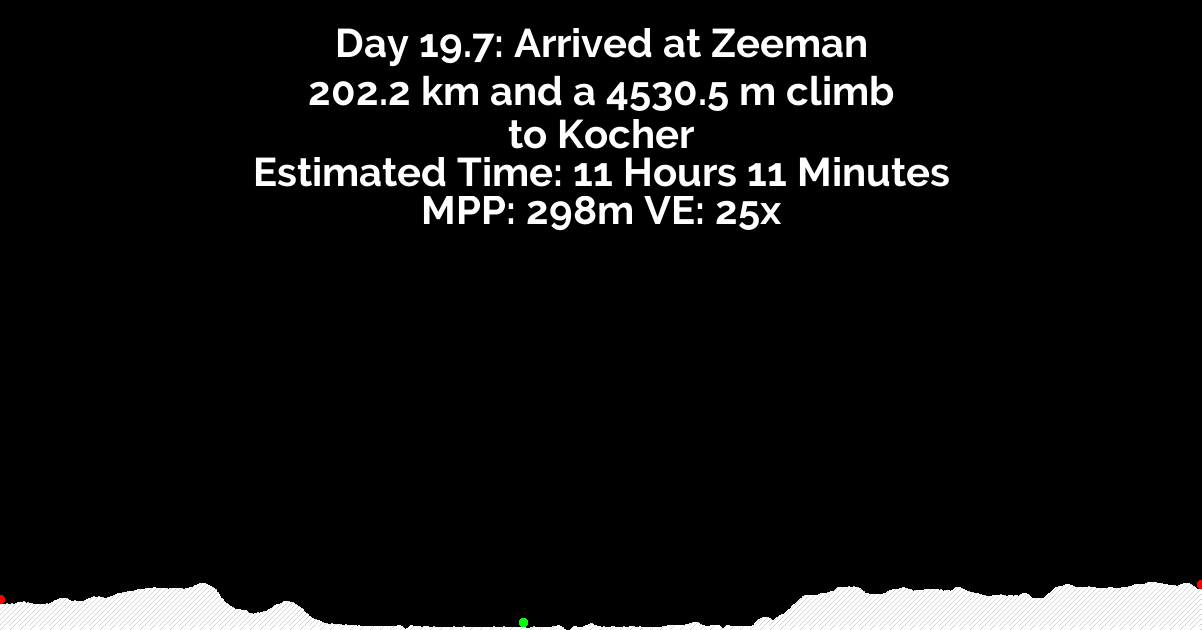 Day 19.7: Arrived at Zeeman
202.2 km and a 4530.5 m climb
to Kocher
Estimated Time: 11 Hours 11 Minutes
MPP: 298m VE: 25x